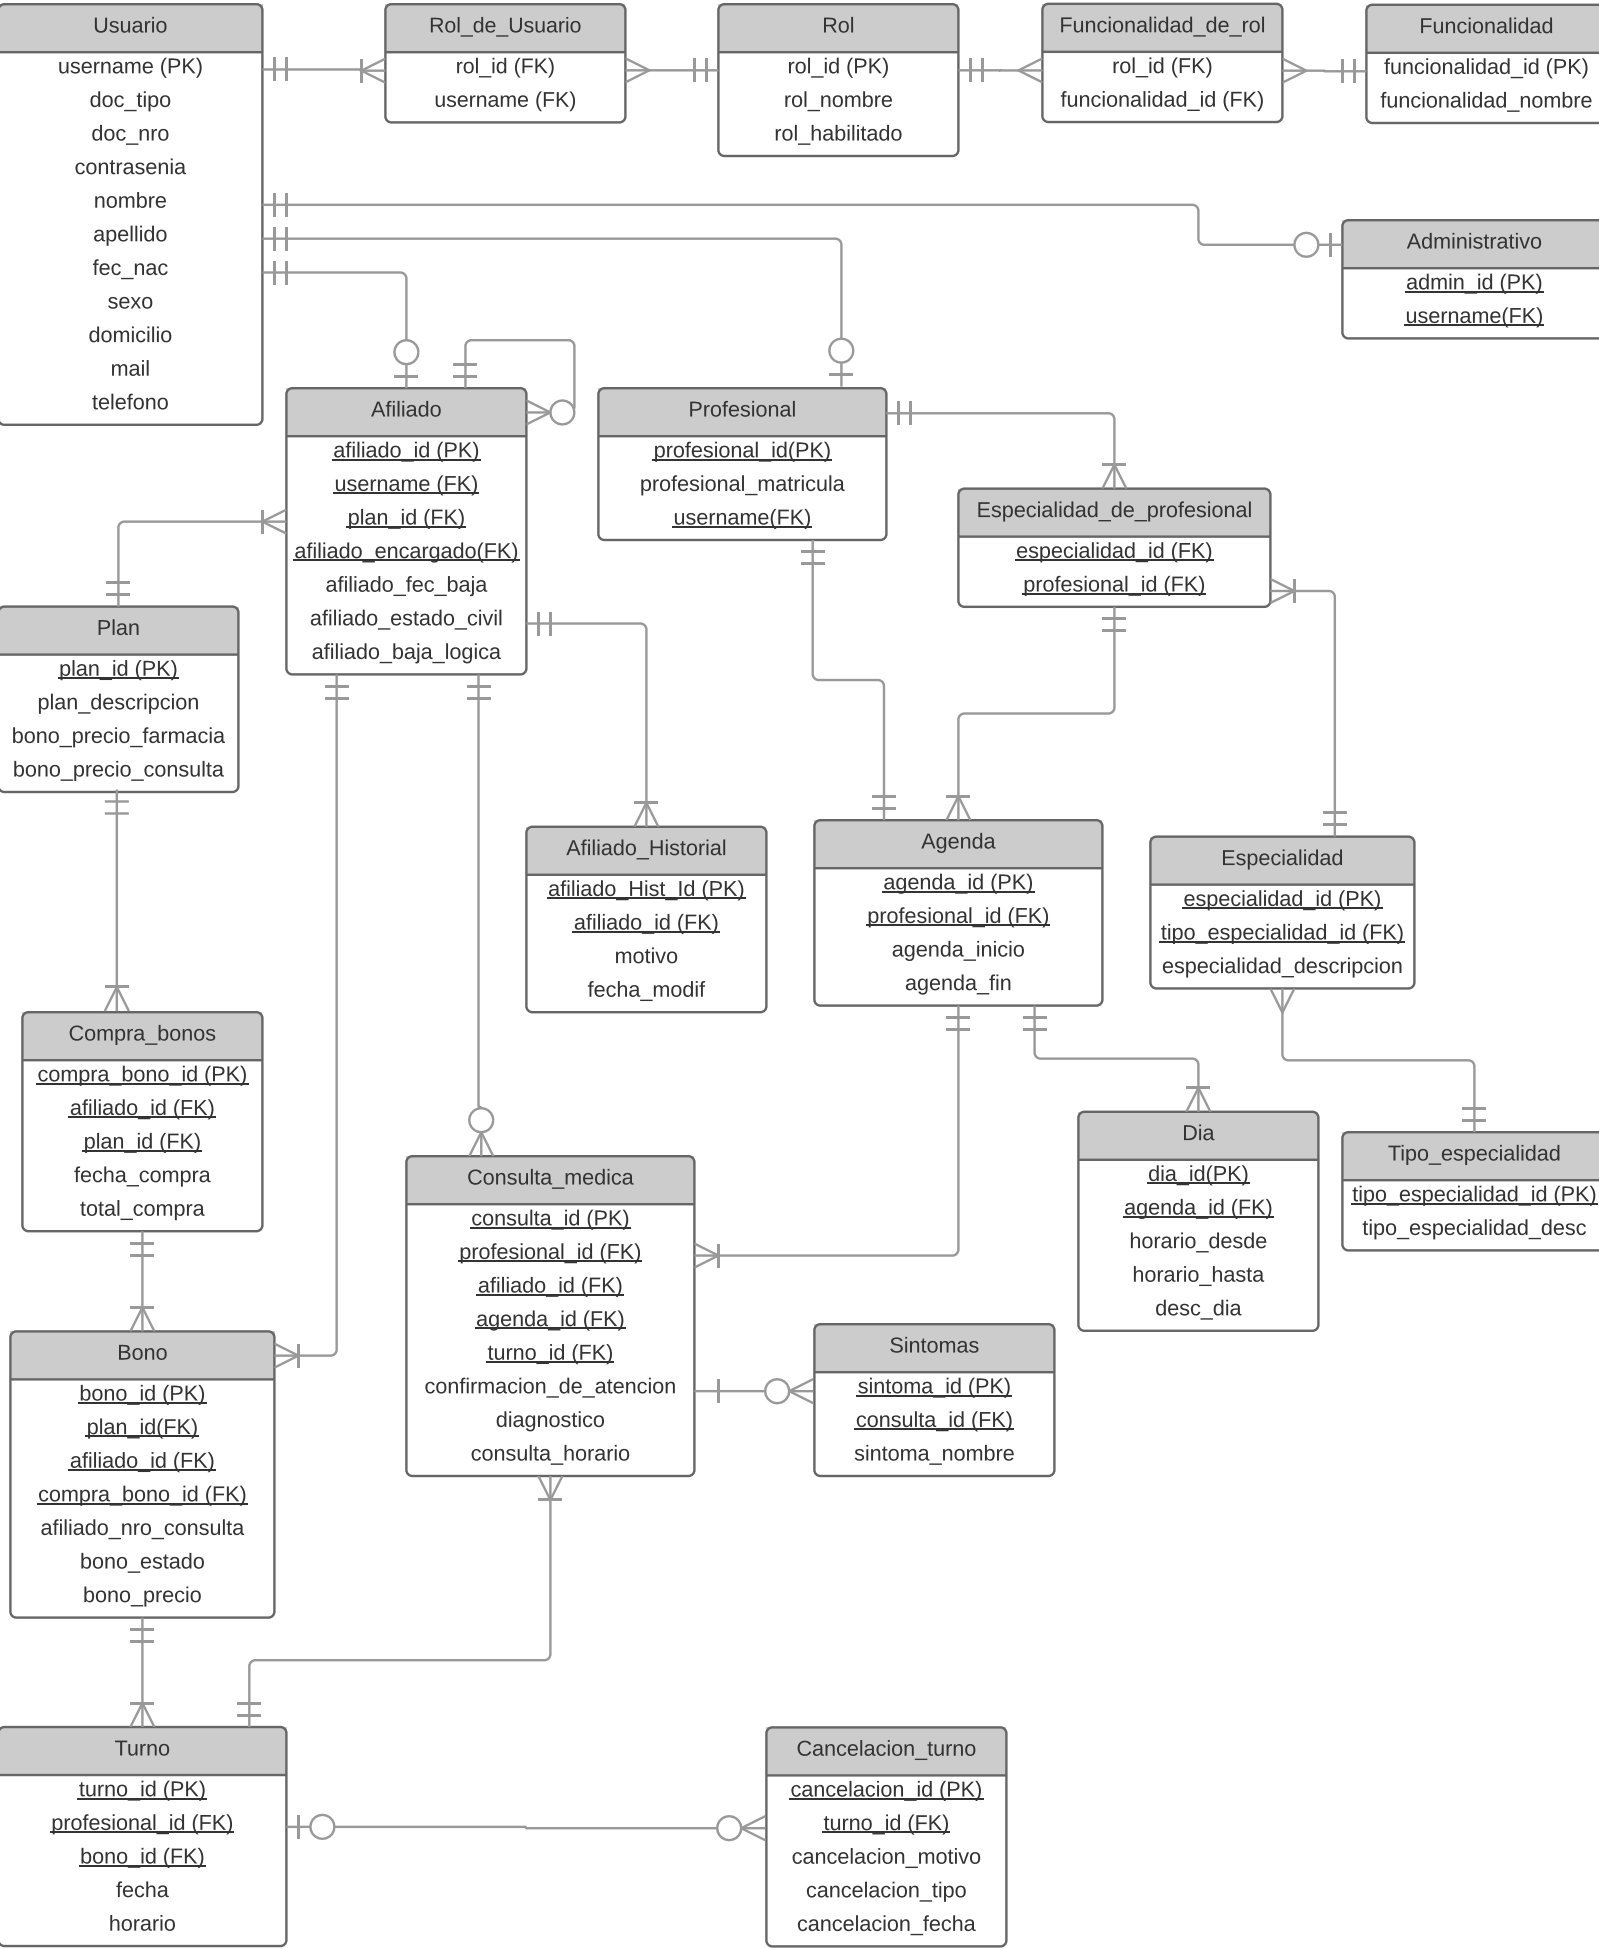 Usuario
username (PK)
doc_tipo
doc_nro
contrasenia
nombre
apellido
fec_nac
sexo
domicilio
mail
telefono
Rol_de_Usuario
rol_id (FK)
username (FK)
Rol
rol_id (PK)
rol_nombre
rol_habilitado
Funcionalidad_de_rol
rol_id (FK)
funcionalidad_id (FK)
Funcionalidad
funcionalidad_id (PK)
funcionalidad_nombre
Administrativo
admin_id (PK)
username(FK)
Afiliado
afiliado_id (PK)
username (FK)
plan_id (FK)
afiliado_encargado(FK)
afiliado_fec_baja
afiliado_estado_civil
afiliado_baja_logica
Profesional
profesional_id(PK)
profesional_matricula
username(FK)
Especialidad_de_profesional
especialidad_id (FK)
profesional_id (FK)
Plan
plan_id (PK)
plan_descripcion
bono_precio_farmacia
bono_precio_consulta
Afiliado_Historial
afiliado_Hist_Id (PK)
afiliado_id (FK)
motivo
fecha_modif
Agenda
agenda_id (PK)
profesional_id (FK)
agenda_inicio
agenda_fin
Especialidad
especialidad_id (PK)
tipo_especialidad_id (FK)
especialidad_descripcion
Compra_bonos
compra_bono_id (PK)
afiliado_id (FK)
plan_id (FK)
fecha_compra
total_compra
Consulta_medica
consulta_id (PK)
profesional_id (FK)
afiliado_id (FK)
agenda_id (FK)
turno_id (FK)
confirmacion_de_atencion
diagnostico
consulta_horario
Dia
dia_id(PK)
agenda_id (FK)
horario_desde
horario_hasta
desc_dia
Tipo_especialidad
tipo_especialidad_id (PK)
tipo_especialidad_desc
Bono
bono_id (PK)
plan_id(FK)
afiliado_id (FK)
compra_bono_id (FK)
afiliado_nro_consulta
bono_estado
bono_precio
Sintomas
sintoma_id (PK)
consulta_id (FK)
sintoma_nombre
Turno
turno_id (PK)
profesional_id (FK)
bono_id (FK)
fecha
horario
Cancelacion_turno
cancelacion_id (PK)
turno_id (FK)
cancelacion_motivo
cancelacion_tipo
cancelacion_fecha